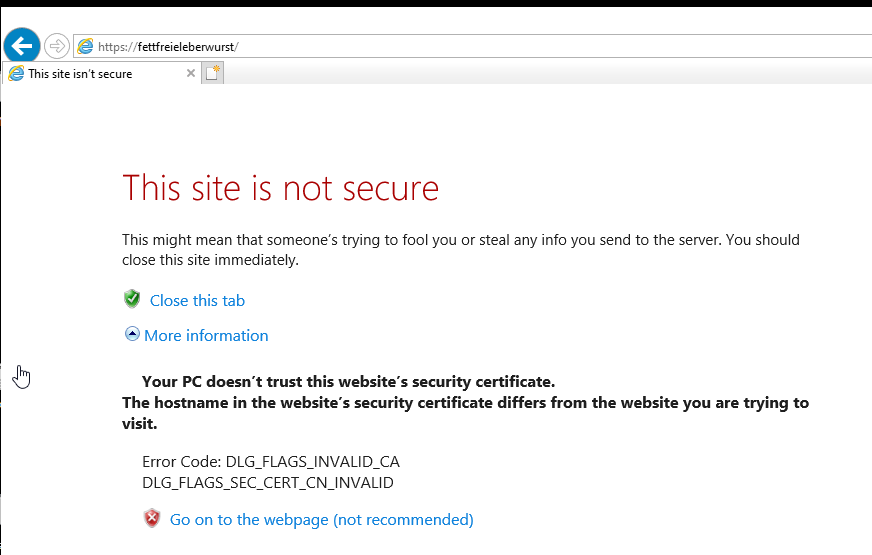 https://fettfreieleberwurst/
This site isn't secure
This site is not secure
This might mean that someone's trying to fool you or steal any info you send to the server. You should
close this site immediately.
Close this tab
More information
Your PC doesn't trust this website's security certificate.
The hostname in the website's security certificate differs from the website you are trying to
visit.
Error Code: DLG_FLAGS_INVALID_CA
DLG_FLAGS_SEC_CERT_CN_INVALID
Go on to the webpage (not recommended)